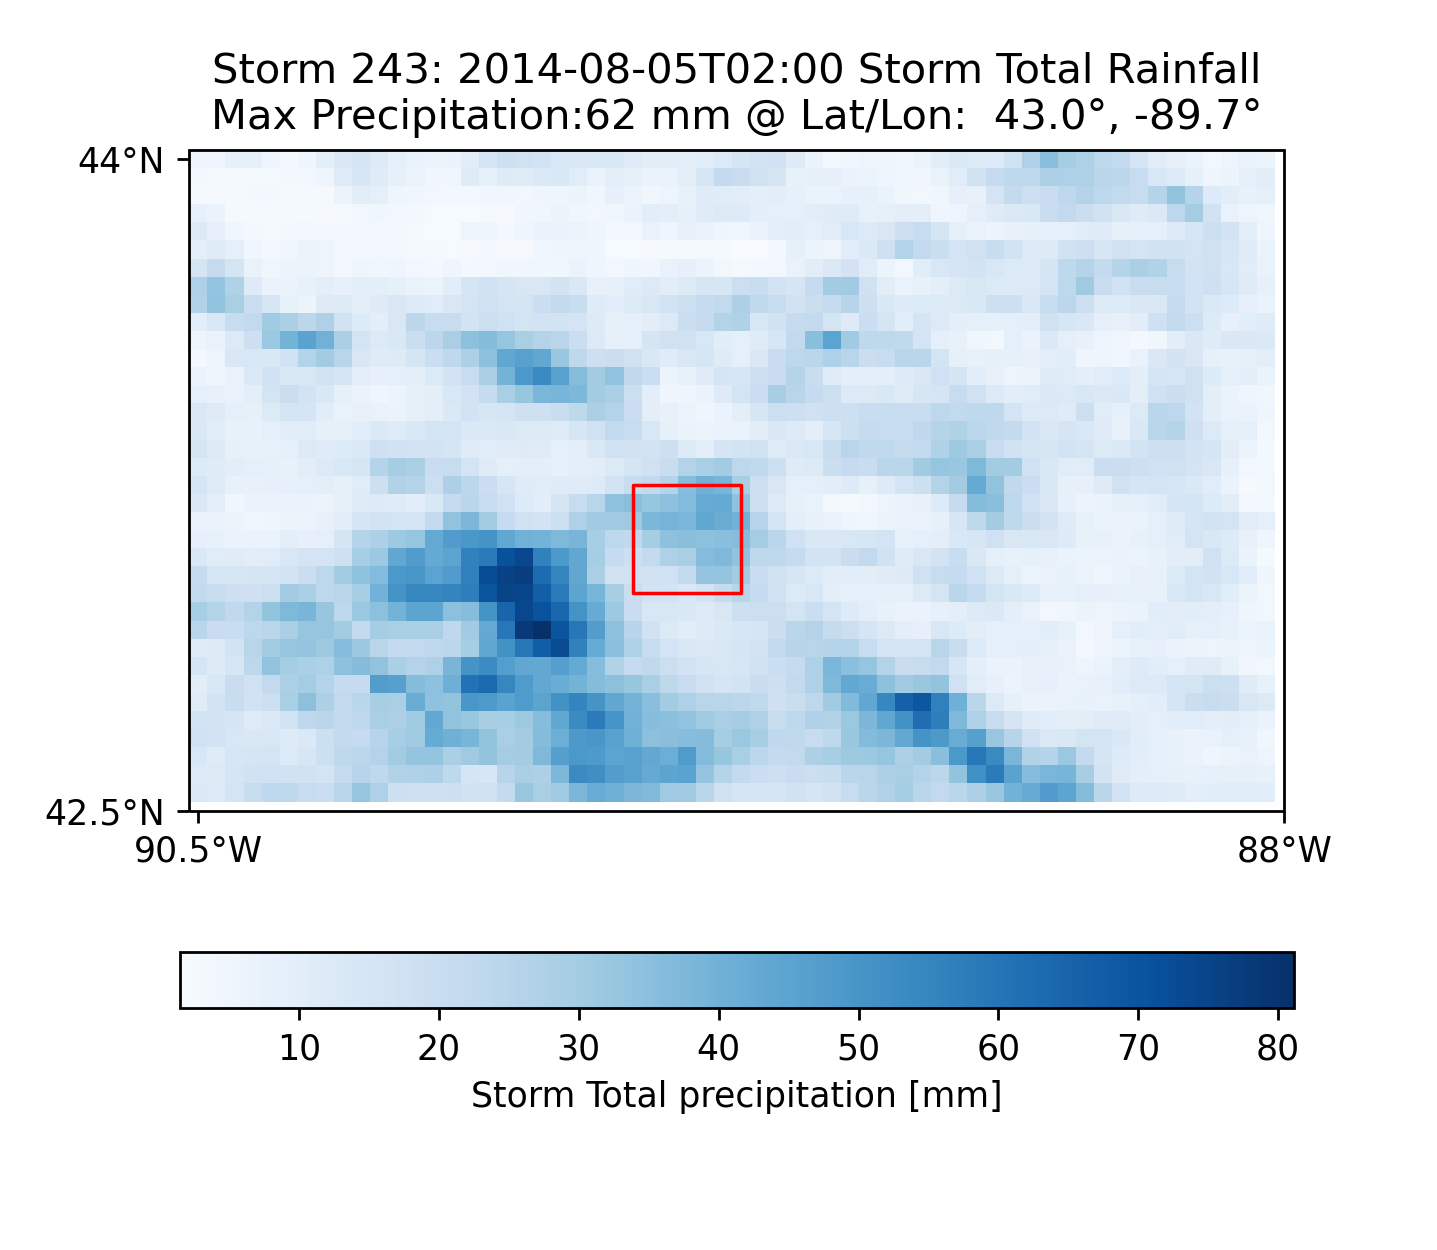 Storm 243: 2014-08-05T02:00 Storm Total Rainfall
Max Precipitation:62 mm @ Lat/Lon:  43.0°, -89.7°
44°N
42.5°N
90.5°W 88°W
10 20 30 40 50 60 70 80
Storm Total precipitation [mm]